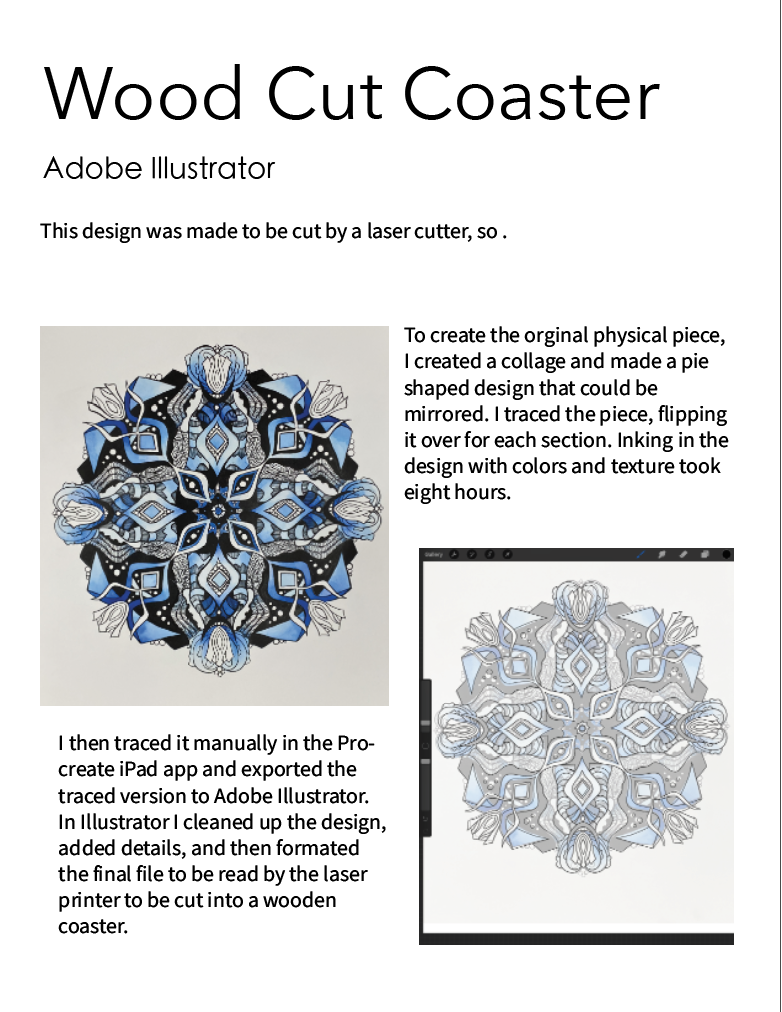 Wood Cut Coaster
Adobe Illustrator
This design was made to be cut by a laser cutter, so .
To create the orginal physical piece,
I created a collage and made a pie
shaped design that could be
mirrored. I traced the piece, flipping
it over for each section. Inking in the
design with colors and texture took
eight hours.
Gallery
I then traced it manually in the Pro-
create iPad app and exported the
traced version to Adobe Illustrator.
In Illustrator I cleaned up the design,
added details, and then formated
the final file to be read by the laser
printer to be cut into a wooden
coaster.